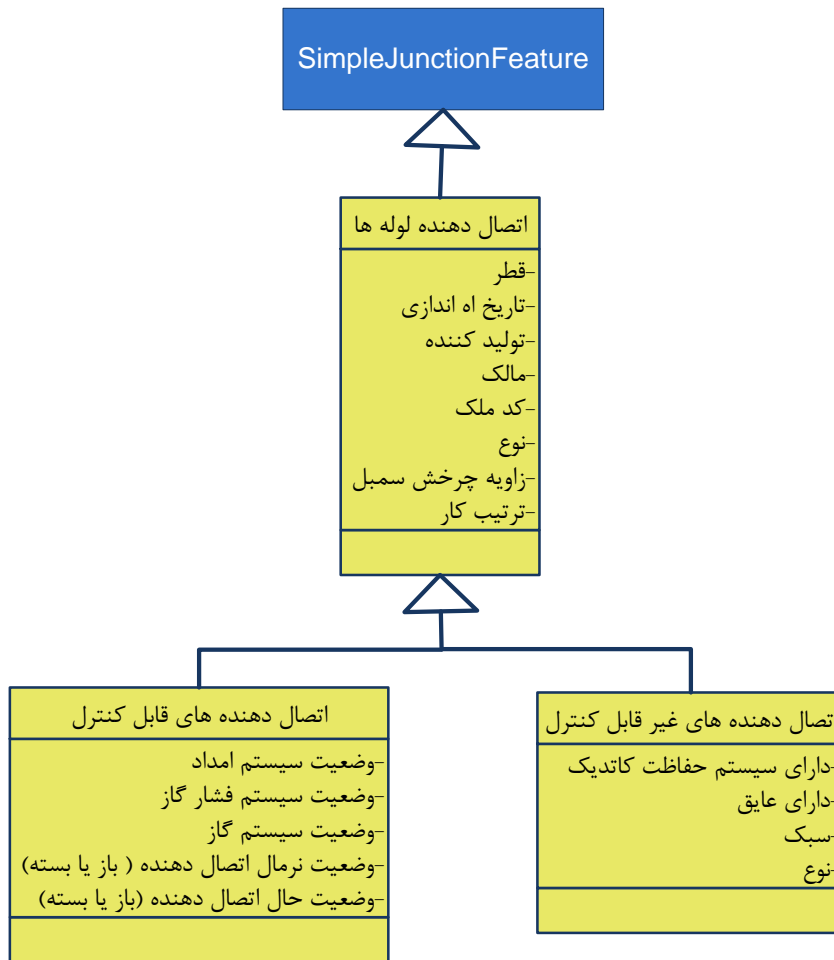 SimpleJunctionFeature
اتصال دهنده لوله ها
-قطر
-تاریخ اه اندازی
-تولید کننده
-مالک
-کد ملک
-نوع
-زاویه چرخش سمبل
-ترتیب کار
اتصال دهنده های قابل کنترل
-وضعیت سیستم امداد
-وضعیت سیستم فشار گاز
-وضعیت سیستم گاز
-وضعیت نرمال اتصال دهنده ( باز یا بسته)
-وضعیت حال اتصال دهنده (باز یا بسته)
تصال دهنده های غیر قابل کنترل
-دارای سیستم حفاظت کاتدیک
-دارای عایق
-سبک
-نوع